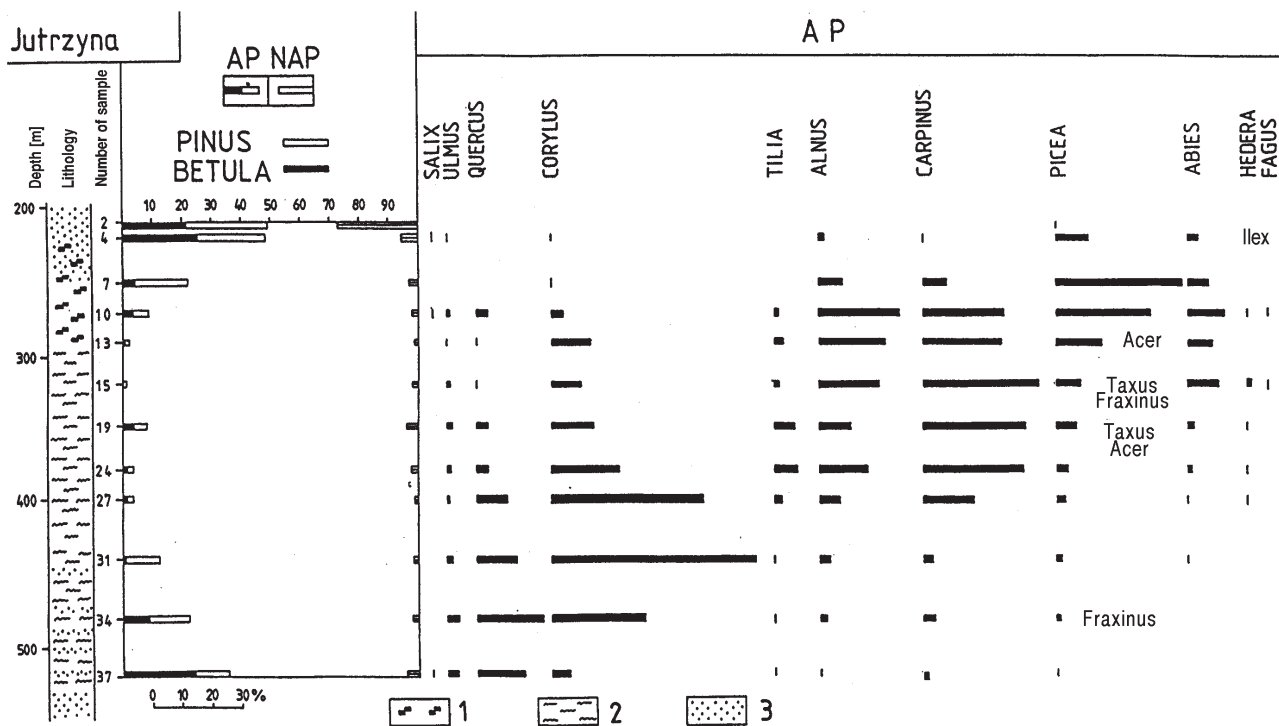 Jutrzyna
AP
AP NAP
PINUS
BETULA
Depth [m]
Lithology
Number of sample
SALIX
ULMUS
QUERCUS
CORYLUS
TILIA
ALNUS
CARPINUS
PICEA
ABIES
HEDERA
FAGUS
10 20 30 40 50 60 70 80 90
200
2
4
Ilex
7
10
13
Acer
300
15
Taxus
Fraxinus
19
Taxus
Acer
24
400
27
31
34
Fraxinus
500
37
0 10 20 30 %
1
2
3